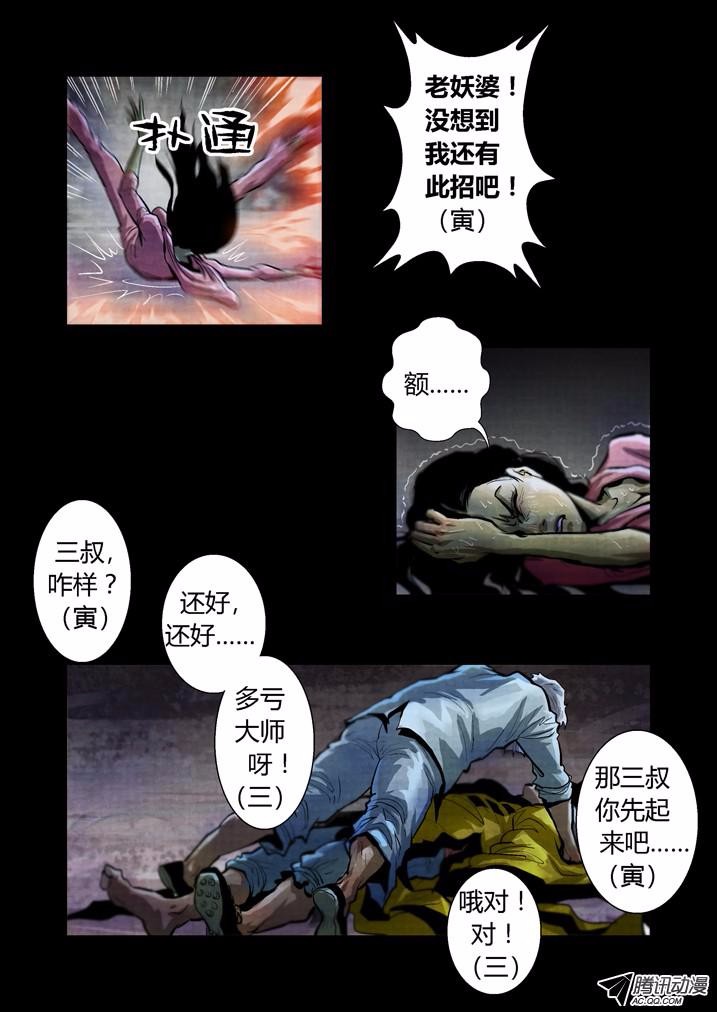 老妖婆！
没想到
我还有
此招吧！
（寅）
扑通
额……
三叔，
咋样？
（寅）
还好，
还好……
多亏
大师
呀！
（三）
那三叔
你先起
来吧……
（寅）
哦对！
对！
（三）
腾讯动漫
AC.QQ.COM